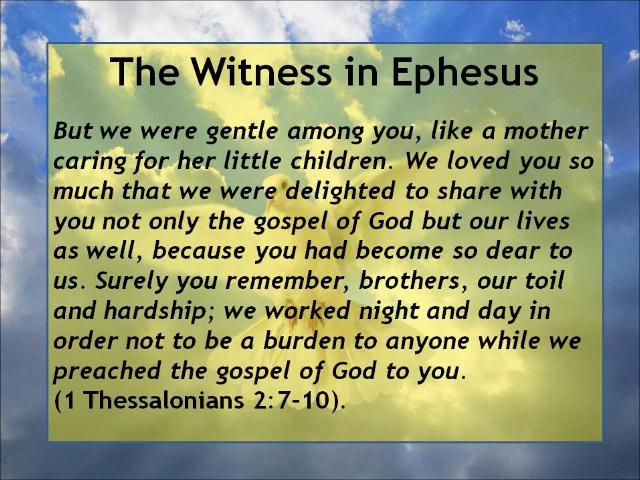 The Witness in Ephesus
But we were gentle among you, like a mother
caring for her little children. We loved you so
much that we were delighted to share with
you not only the gospel of God but our lives
as well, because you had become so dear to
us. Surely you remember, brothers, our toil
and hardship; we worked night and day in
order not to be a burden to anyone while we
preached the gospel of God to you.
(1 Thessalonians 2:7-10).